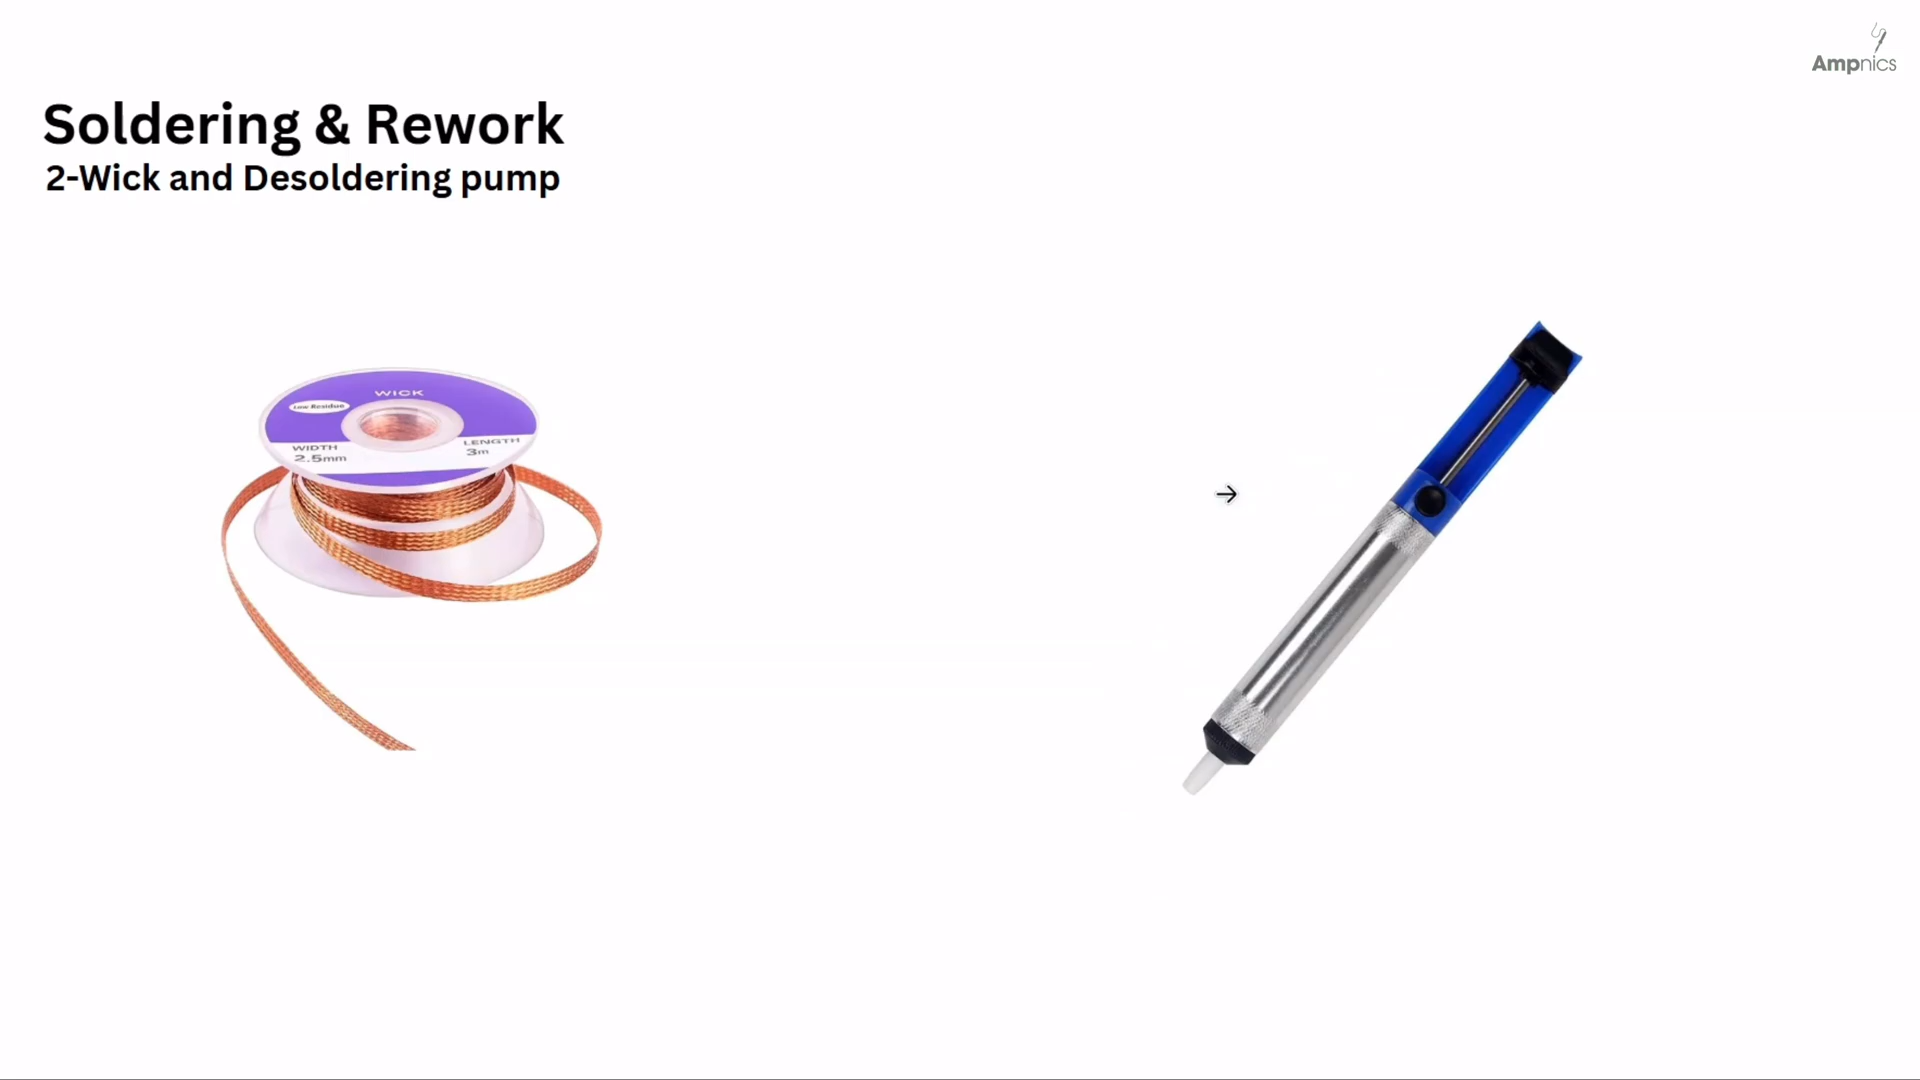 Ampnics
Soldering & Rework
2-Wick and Desoldering pump
WICK
Low Residue
WIDTH
2.5mm
LENGTH
3m